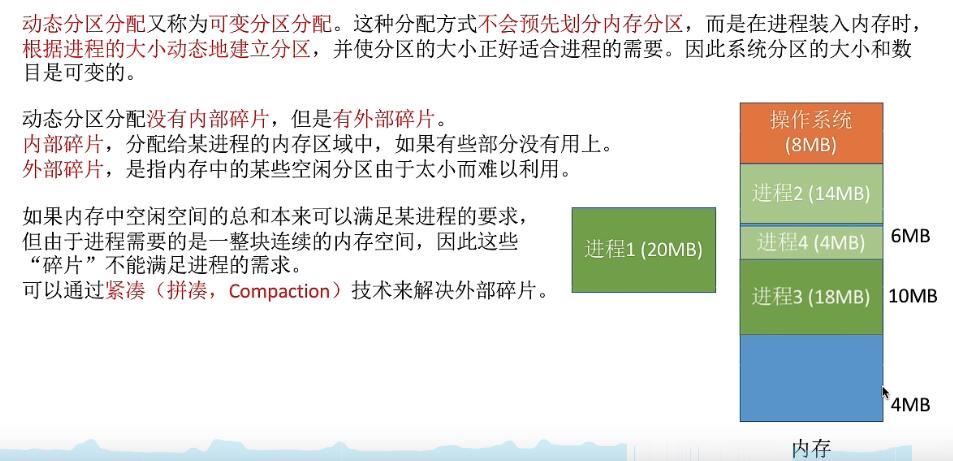 动态分区分配又称为可变分区分配。这种分配方式不会预先划分内存分区，而是在进程装入内存时，
根据进程的大小动态地建立分区，并使分区的大小正好适合进程的需要。因此系统分区的大小和数
目是可变的。
动态分区分配没有内部碎片，但是有外部碎片。
内部碎片，分配给某进程的内存区域中，如果有些部分没有用上。
外部碎片，是指内存中的某些空闲分区由于太小而难以利用。
如果内存中空闲空间的总和本来可以满足某进程的要求，
但由于进程需要的是一整块连续的内存空间，因此这些
“碎片”不能满足进程的需求。
可以通过紧凑（拼凑，Compaction）技术来解决外部碎片。
进程1 (20MB)
操作系统
(8MB)
进程2 (14MB)
进程4 (4MB)
6MB
进程3 (18MB)
10MB
4MB
内存